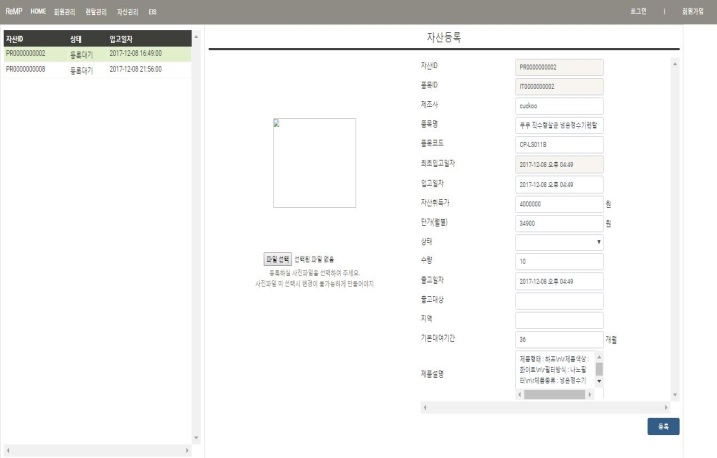 ReMP HOME 회원관리 렌탈관리 자산관리 EIS 로그인 | 회원가입
자산ID 상태 입고일자
PR0000000002 등록대기 2017-12-08 16:49:00
PR0000000008 등록대기 2017-12-08 21:56:00
자산등록
자산ID PR0000000002
품목ID IT0000000002
제조사 cuckoo
품목명 쿠쿠 직수형살균 냉온정수기렌탈
품목코드 CP-LS011B
최초입고일자 2017-12-08 오후 04:49
입고일자 2017-12-08 오후 04:49
자산취득가 4000000 원
단가(월별) 34900 원
상태
수량 10
출고일자 2017-12-08 오후 04:49
출고대상
지역
기본대여기간 36 개월
제품설명
제품형태 : 하프\n\r제품색상 :
화이트\n\r필터방식 : 나노필
터\n\r제품종류 : 냉온정수기
파일 선택 선택된 파일 없음
등록하실 사진파일을 선택하여 주세요.
사진파일 미 선택시 변경이 불가능하게 만들어야지
등록